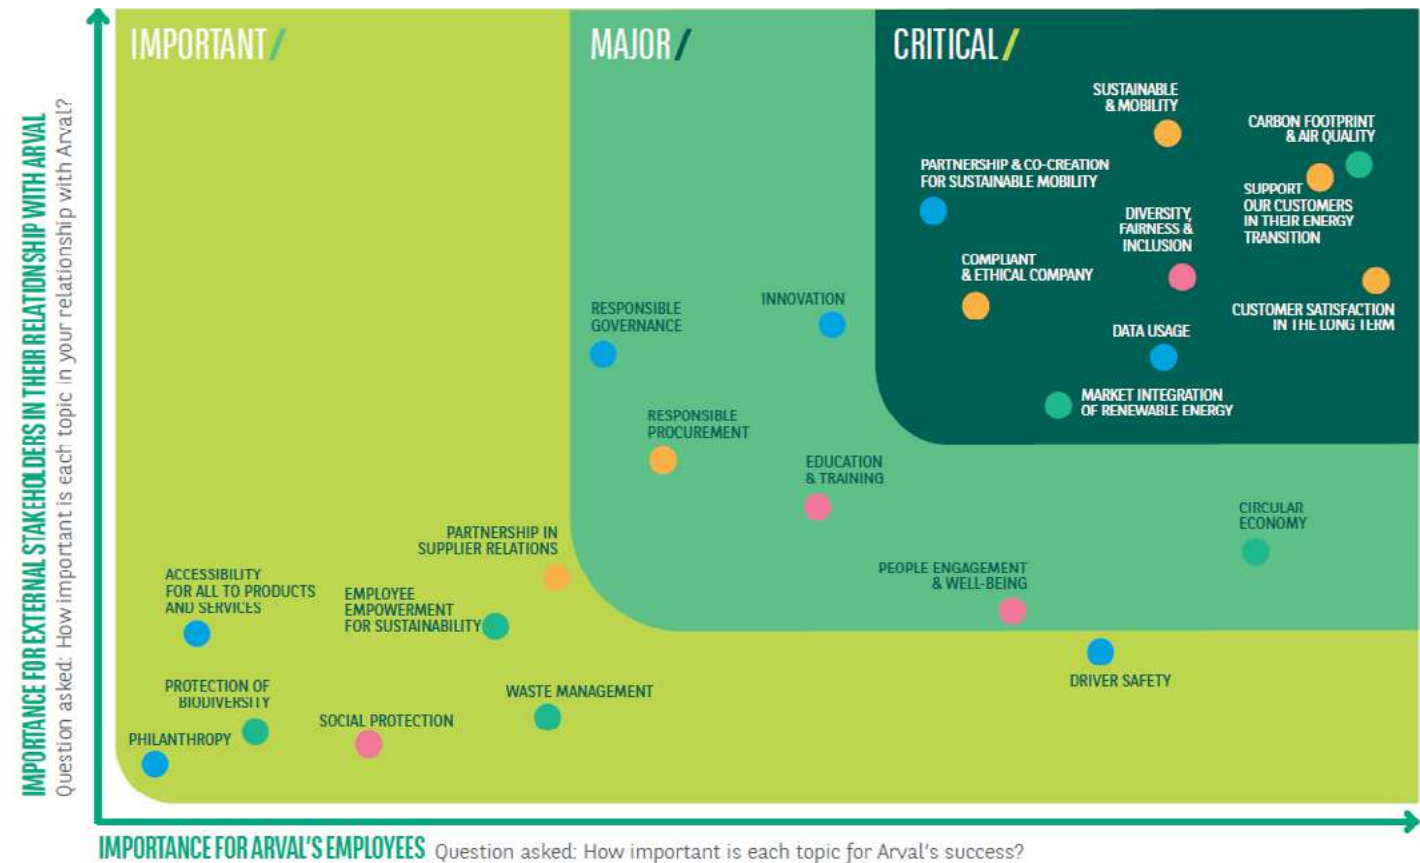 IMPORTANT/
MAJOR/
CRITICAL/
SUSTAINABLE
& MOBILITY
CARBON FOOTPRINT
& AIR QUALITY
PARTNERSHIP & CO-CREATION
FOR SUSTAINABLE MOBILITY
SUPPORT
OUR CUSTOMERS
IN THEIR ENERGY
TRANSITION
DIVERSITY,
FAIRNESS &
INCLUSION
COMPLIANT
& ETHICAL COMPANY
CUSTOMER SATISFACTION
IN THE LONG TERM
RESPONSIBLE
GOVERNANCE
INNOVATION
DATA USAGE
MARKET INTEGRATION
OF RENEWABLE ENERGY
RESPONSIBLE
PROCUREMENT
EDUCATION
& TRAINING
CIRCULAR
ECONOMY
PARTNERSHIP IN
SUPPLIER RELATIONS
PEOPLE ENGAGEMENT
& WELL-BEING
ACCESSIBILITY
FOR ALL TO PRODUCTS
AND SERVICES
EMPLOYEE
EMPOWERMENT
FOR SUSTAINABILITY
DRIVER SAFETY
PROTECTION OF
BIODIVERSITY
WASTE MANAGEMENT
SOCIAL PROTECTION
PHILANTHROPY
IMPORTANCE FOR EXTERNAL STAKEHOLDERS IN THEIR RELATIONSHIP WITH ARVAL
Question asked: How important is each topic in your relationship with Arval?
IMPORTANCE FOR ARVAL'S EMPLOYEES Question asked: How important is each topic for Arval's success?